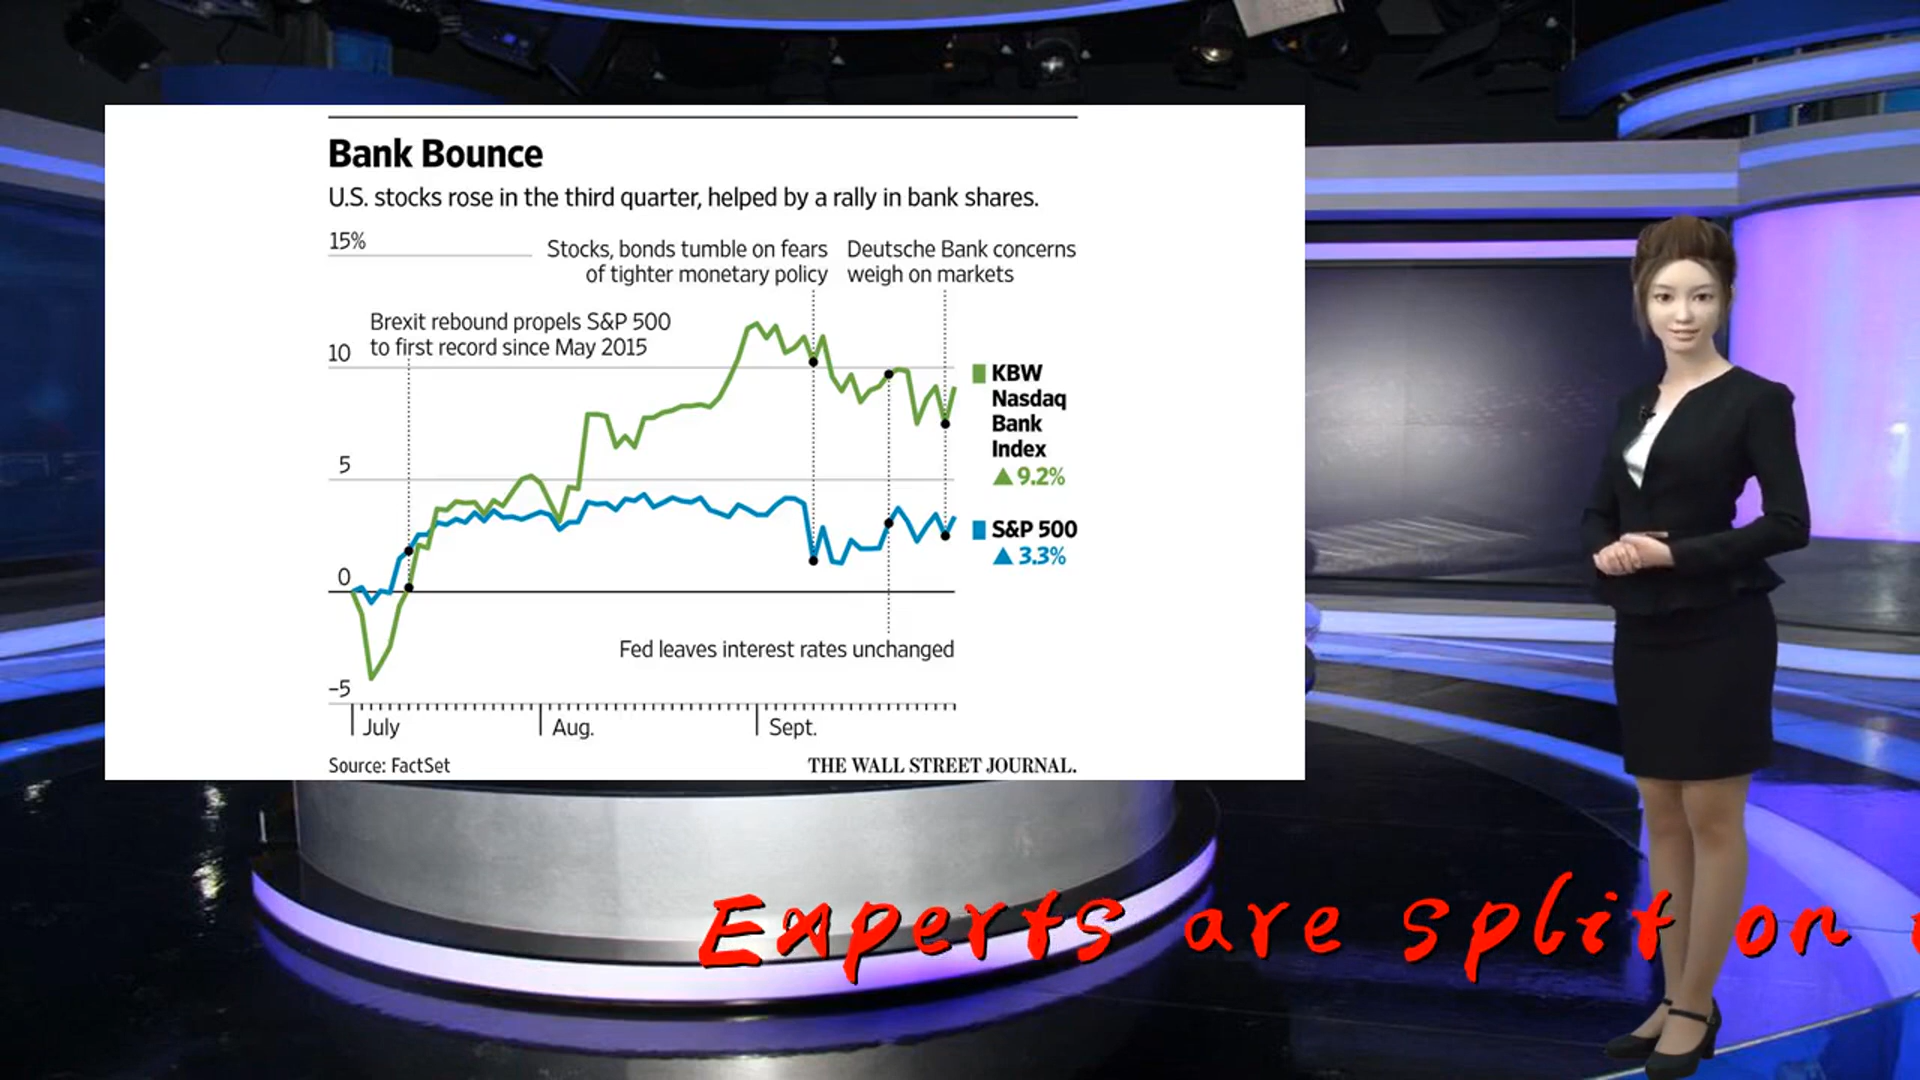 Bank Bounce
U.S. stocks rose in the third quarter, helped by a rally in bank shares.
15%
Stocks, bonds tumble on fears
of tighter monetary policy
Deutsche Bank concerns
weigh on markets
Brexit rebound propels S&P 500
to first record since May 2015
10
KBW
Nasdaq
Bank
Index
▲ 9.2%
5
S&P 500
▲ 3.3%
0
Fed leaves interest rates unchanged
–5
July
Aug.
Sept.
Source: FactSet
THE WALL STREET JOURNAL.
Experts are split on